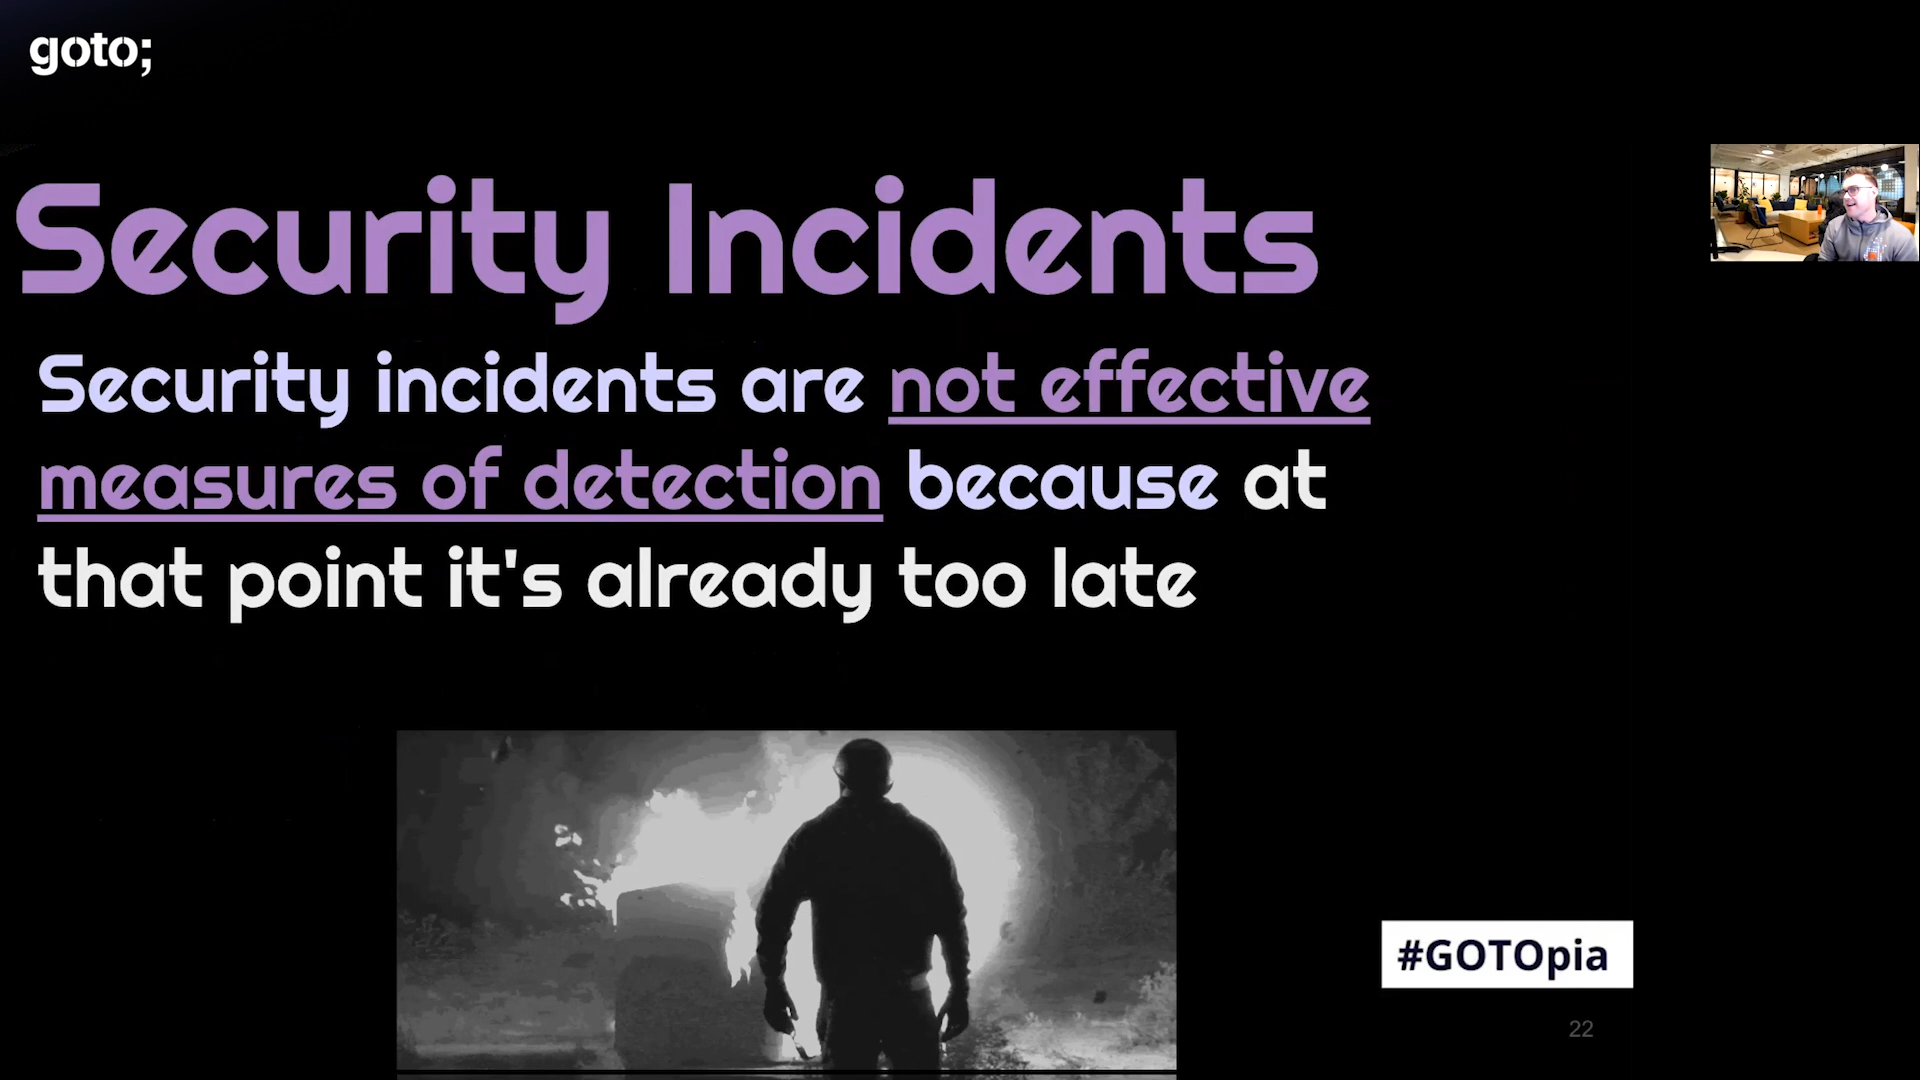 goto;
Security Incidents
Security incidents are not effective
measures of detection because at
that point it's already too late
#GOTOpia
22